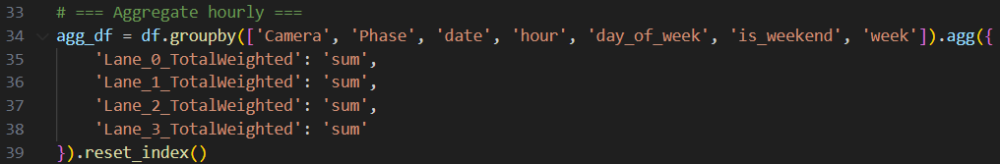 33 # === Aggregate hourly ===
34 agg_df = df.groupby(['Camera', 'Phase', 'date', 'hour', 'day_of_week', 'is_weekend', 'week']).agg({
35     'Lane_0_TotalWeighted': 'sum',
36     'Lane_1_TotalWeighted': 'sum',
37     'Lane_2_TotalWeighted': 'sum',
38     'Lane_3_TotalWeighted': 'sum'
39 }).reset_index()